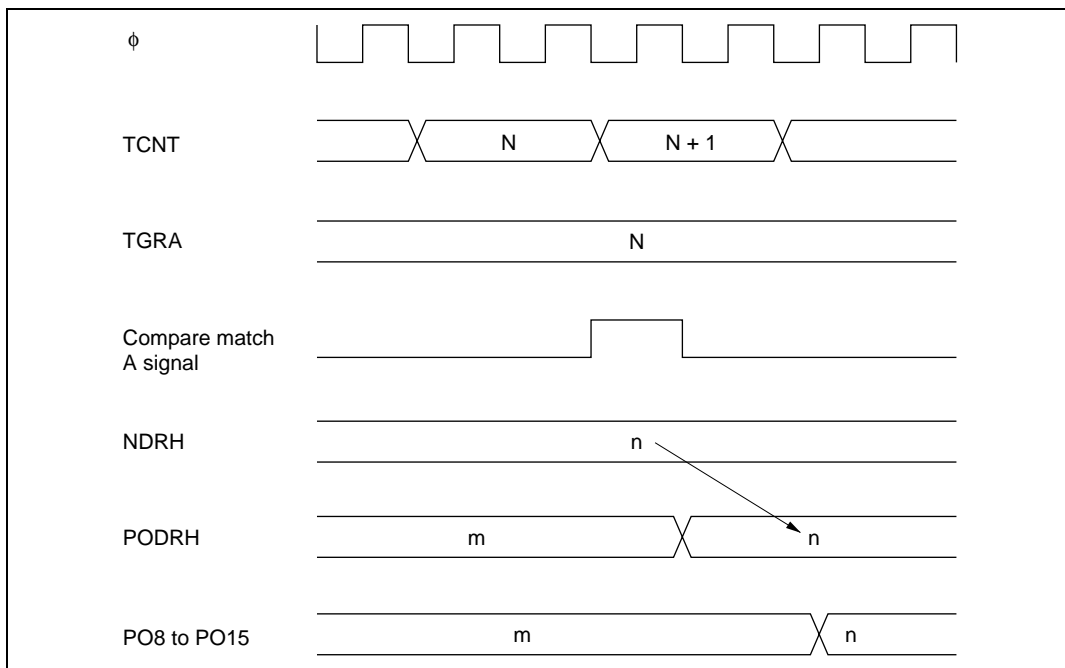 ϕ
TCNT N N + 1
TGRA N
Compare match
A signal
NDRH n
PODRH m n
PO8 to PO15 m n